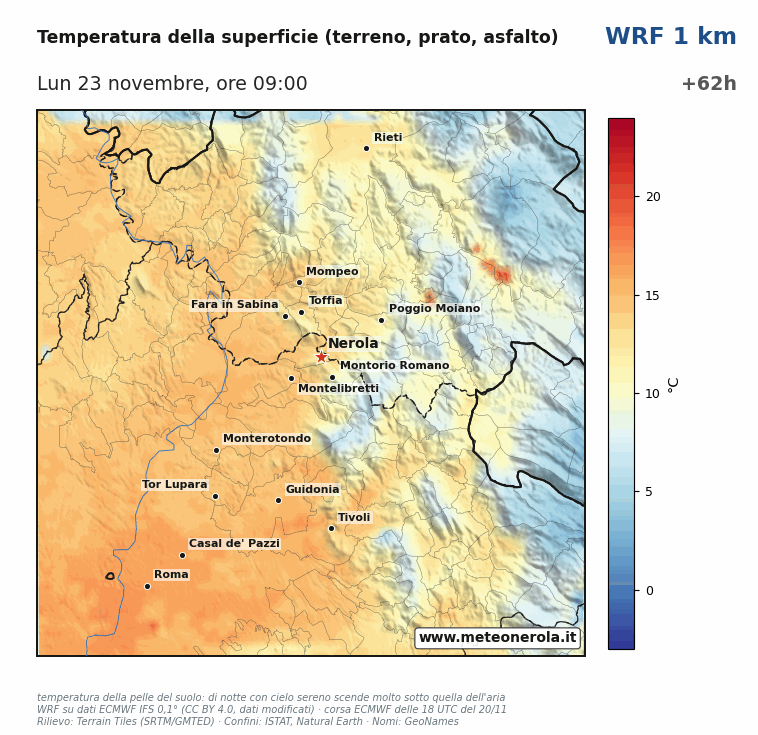 Temperatura della superficie (terreno, prato, asfalto)
WRF 1 km
Lun 23 novembre, ore 09:00
+62h
Rieti
Mompeo
Toffia
Fara in Sabina
Poggio Moiano
Nerola
Montorio Romano
Montelibretti
Monterotondo
Tor Lupara
Guidonia
Tivoli
Casal de' Pazzi
Roma
www.meteonerola.it
20
15
10
5
0
°C
temperatura della pelle del suolo: di notte con cielo sereno scende molto sotto quella dell'aria
WRF su dati ECMWF IFS 0,1° (CC BY 4.0, dati modificati) · corsa ECMWF delle 18 UTC del 20/11
Rilievo: Terrain Tiles (SRTM/GMTED) · Confini: ISTAT, Natural Earth · Nomi: GeoNames